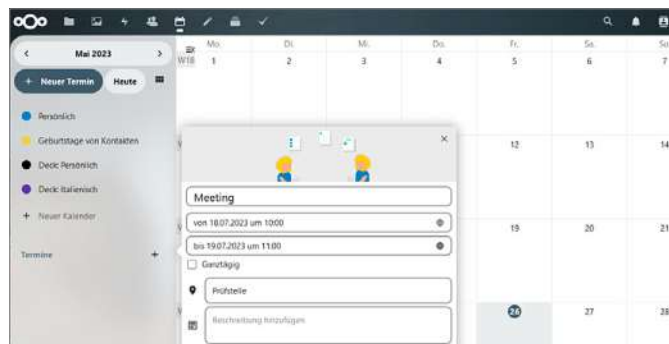 Mai 2023
Mo. Di. Mi. Do. Fr. Sa. So
W18 1 2 3 4 5 6 7
+ Neuer Termin Heute
Persönlich
Geburtstage von Kontakten
Deck: Persönlich
Deck: Italienisch
+ Neuer Kalender
Termine +
12 13 14
Meeting
von 18.07.2023 um 10:00
bis 19.07.2023 um 11:00
19 20 21
Ganztägig
Prüfstelle
Beschreibung hinzufügen
26 27 28